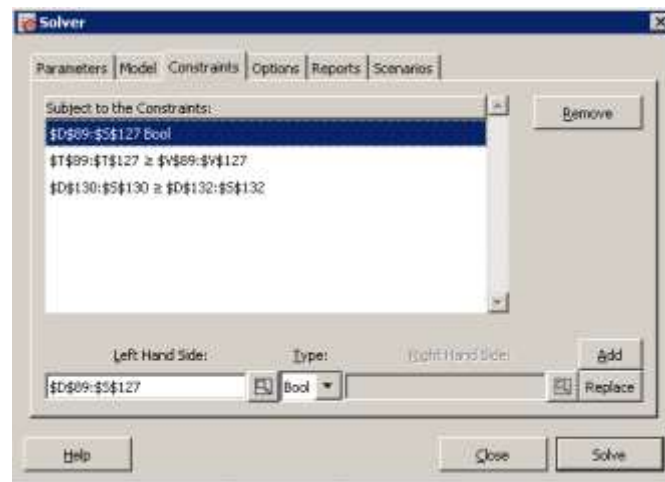 Solver
Parameters Model Constraints Options Reports Scenarios
Subject to the Constraints:
$D$89:$S$127 Bool
$T$89:$T$127 ≥ $V$89:$V$127
$D$130:$S$130 ≥ $D$132:$S$132
Remove
Left Hand Side: Type: Right Hand Side: Add
$D$89:$S$127 Bool Replace
Help Close Solve